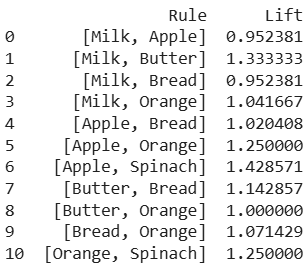 Rule Lift
0 [Milk, Apple] 0.952381
1 [Milk, Butter] 1.333333
2 [Milk, Bread] 0.952381
3 [Milk, Orange] 1.041667
4 [Apple, Bread] 1.020408
5 [Apple, Orange] 1.250000
6 [Apple, Spinach] 1.428571
7 [Butter, Bread] 1.142857
8 [Butter, Orange] 1.000000
9 [Bread, Orange] 1.071429
10 [Orange, Spinach] 1.250000